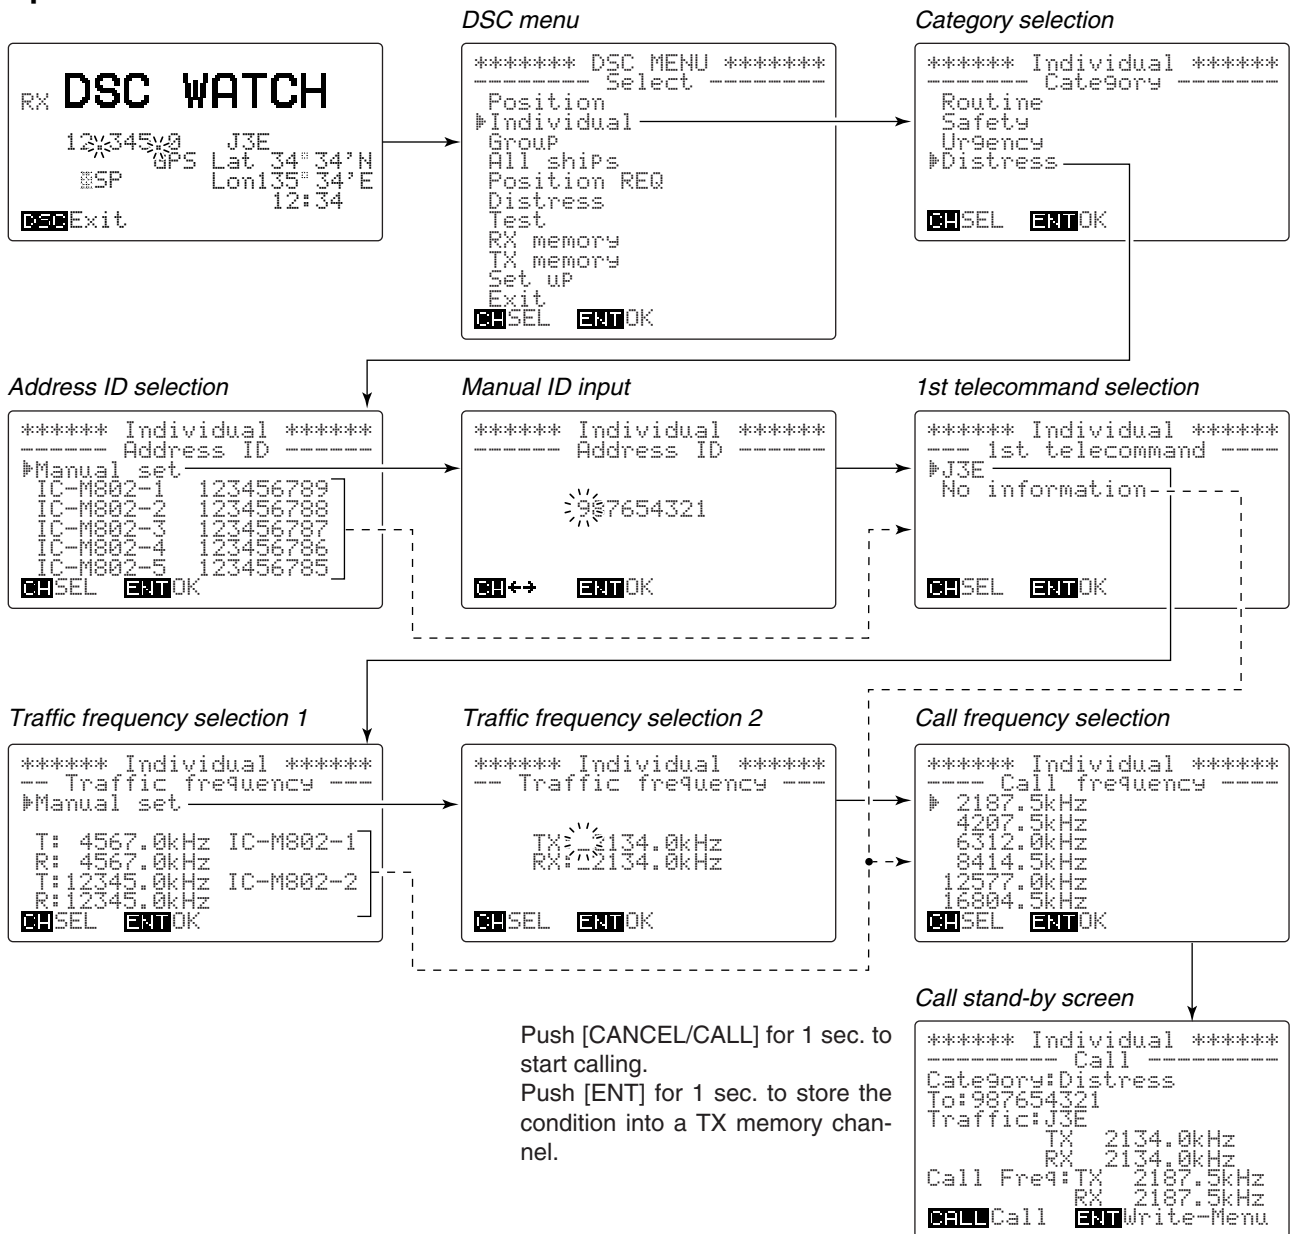 DSC menu
Category selection
RX DSC WATCH
J3E
GPS Lat 34°34'N
SP Lon135°34'E
12:34
DSC Exit
******* DSC MENU *******
-------- Select --------
Position
Individual
Group
All ships
Position REQ
Distress
Test
RX memory
TX memory
Set up
Exit
CH SEL ENT OK
****** Individual ******
------- Category -------
Routine
Safety
Urgency
Distress
CH SEL ENT OK
Address ID selection
Manual ID input
1st telecommand selection
****** Individual ******
------ Address ID ------
Manual set
IC-M802-1 123456789
IC-M802-2 123456788
IC-M802-3 123456787
IC-M802-4 123456786
IC-M802-5 123456785
CH SEL ENT OK
****** Individual ******
------ Address ID ------
987654321
CH ←→ ENT OK
****** Individual ******
--- 1st telecommand ----
J3E
No information
CH SEL ENT OK
Traffic frequency selection 1
Traffic frequency selection 2
Call frequency selection
****** Individual ******
-- Traffic frequency ---
Manual set
T: 4567.0kHz IC-M802-1
R: 4567.0kHz
T:12345.0kHz IC-M802-2
R:12345.0kHz
CH SEL ENT OK
****** Individual ******
-- Traffic frequency ---
TX:_2134.0kHz
RX:_2134.0kHz
CH SEL ENT OK
****** Individual ******
---- Call frequency ----
2187.5kHz
4207.5kHz
6312.0kHz
8414.5kHz
12577.0kHz
16804.5kHz
CH SEL ENT OK
Call stand-by screen
Push [CANCEL/CALL] for 1 sec. to
start calling.
Push [ENT] for 1 sec. to store the
condition into a TX memory chan-
nel.
****** Individual ******
--------- Call ---------
Category:Distress
To:987654321
Traffic:J3E
TX 2134.0kHz
RX 2134.0kHz
Call Freq:TX 2187.5kHz
RX 2187.5kHz
CALL Call ENT Write-Menu